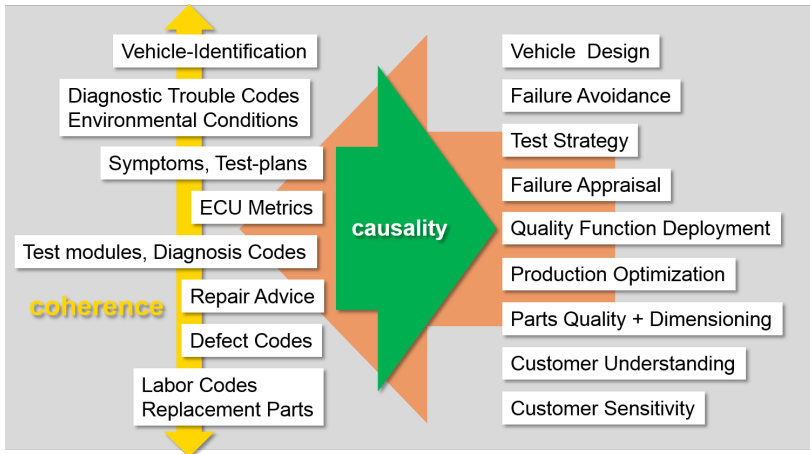 Vehicle-Identification
Diagnostic Trouble Codes
Environmental Conditions
Symptoms, Test-plans
ECU Metrics
Test modules, Diagnosis Codes
Repair Advice
coherence
Defect Codes
Labor Codes
Replacement Parts
causality
Vehicle Design
Failure Avoidance
Test Strategy
Failure Appraisal
Quality Function Deployment
Production Optimization
Parts Quality + Dimensioning
Customer Understanding
Customer Sensitivity